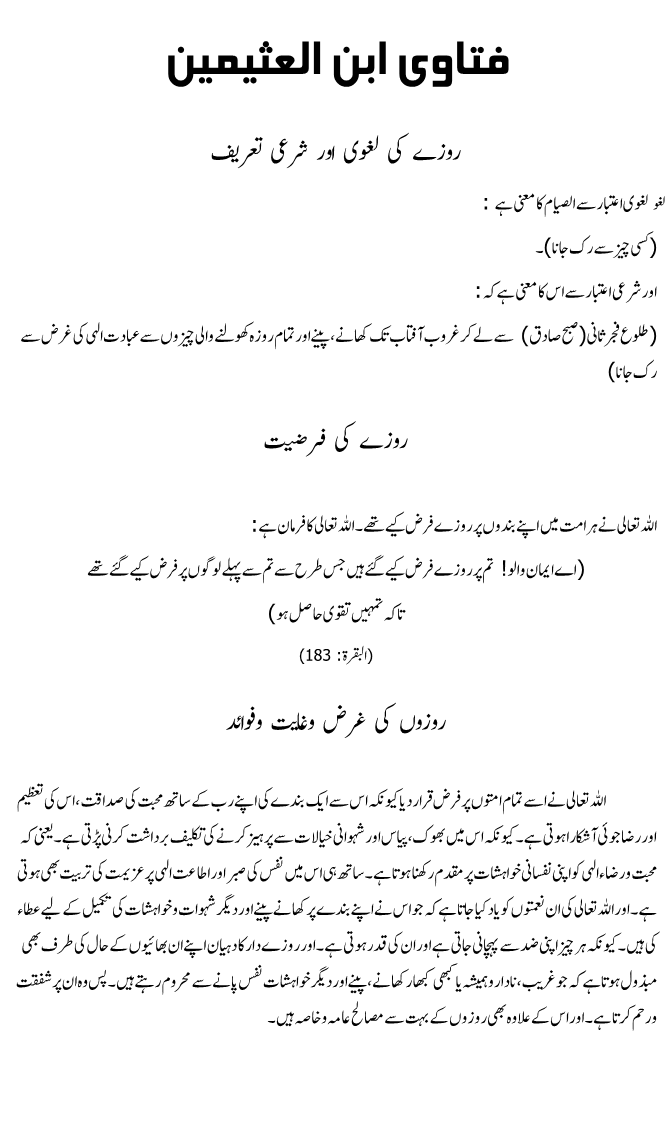 فتاوی ابن العثیمین
روزے کی لغوی اور شرعی تعریف
لغو لغوی اعتبار سے الصیام کا معنی ہے :
(کسی چیز سے رک جانا)۔
اور شرعی اعتبار سے اس کا معنی ہے کہ:
(طلوع فجر ثانی (صبح صادق) سے لے کر غروب آفتاب تک کھانے، پینے اور تمام روزہ کھولنے والی چیزوں سے عبادت الہی کی غرض سے
رک جانا)
روزے کی فرضیت
اللہ تعالی نے ہر امت میں اپنے بندوں پر روزے فرض کیے تھے۔ اللہ تعالی کا فرمان ہے:
(اے ایمان والو! تم پر روزے فرض کیے گئے ہیں جس طرح سے تم سے پہلے لوگوں پر فرض کیے گئے تھے
تاکہ تمہیں تقوی حاصل ہو)
(البقرۃ: 183)
روزوں کی غرض وغایت وفوائد
اللہ تعالی نے اسے تمام امتوں پر فرض قرار دیا کیونکہ اس سے ایک بندے کی اپنے رب کے ساتھ محبت کی صداقت، اس کی تعظیم
اور رضا جوئی آشکارا ہوتی ہے۔ کیونکہ اس میں بھوک، پیاس اور شہوانی خیالات سے پرہیز کرنے کی تکلیف برداشت کرنی پڑتی ہے۔ یعنی کہ
محبت ورضاء الہی کو اپنی نفسانی خواہشات پر مقدم رکھنا ہوتا ہے۔ ساتھ ہی اس میں نفس کی صبر اور اطاعت الہی پر عزیمت کی تربیت بھی ہوتی
ہے۔ اور اللہ تعالی کی ان نعمتوں کو یاد کیا جاتا ہے کہ جو اس نے اپنے بندے پر کھانے پینے اور دیگر شہوات وخواہشات کی تکمیل کے لیے عطاء
کی ہیں۔ کیونکہ ہر چیز اپنی ضد سے پہچانی جاتی ہے اور ان کی قدر ہوتی ہے۔ اور روزے دار کا دہیان اپنے ان بھائیوں کے حال کی طرف بھی
مبذول ہوتا ہے کہ جو غریب، نادار و ہمیشہ یا کبھی کبھار کھانے، پینے اور دیگر خواہشات نفس پانے سے محروم رہتے ہیں۔ پس وہ ان پر شفقت
ورحم کرتا ہے۔ اور اس کے علاوہ بھی روزوں کے بہت سے مصالح عامہ وخاصہ ہیں۔